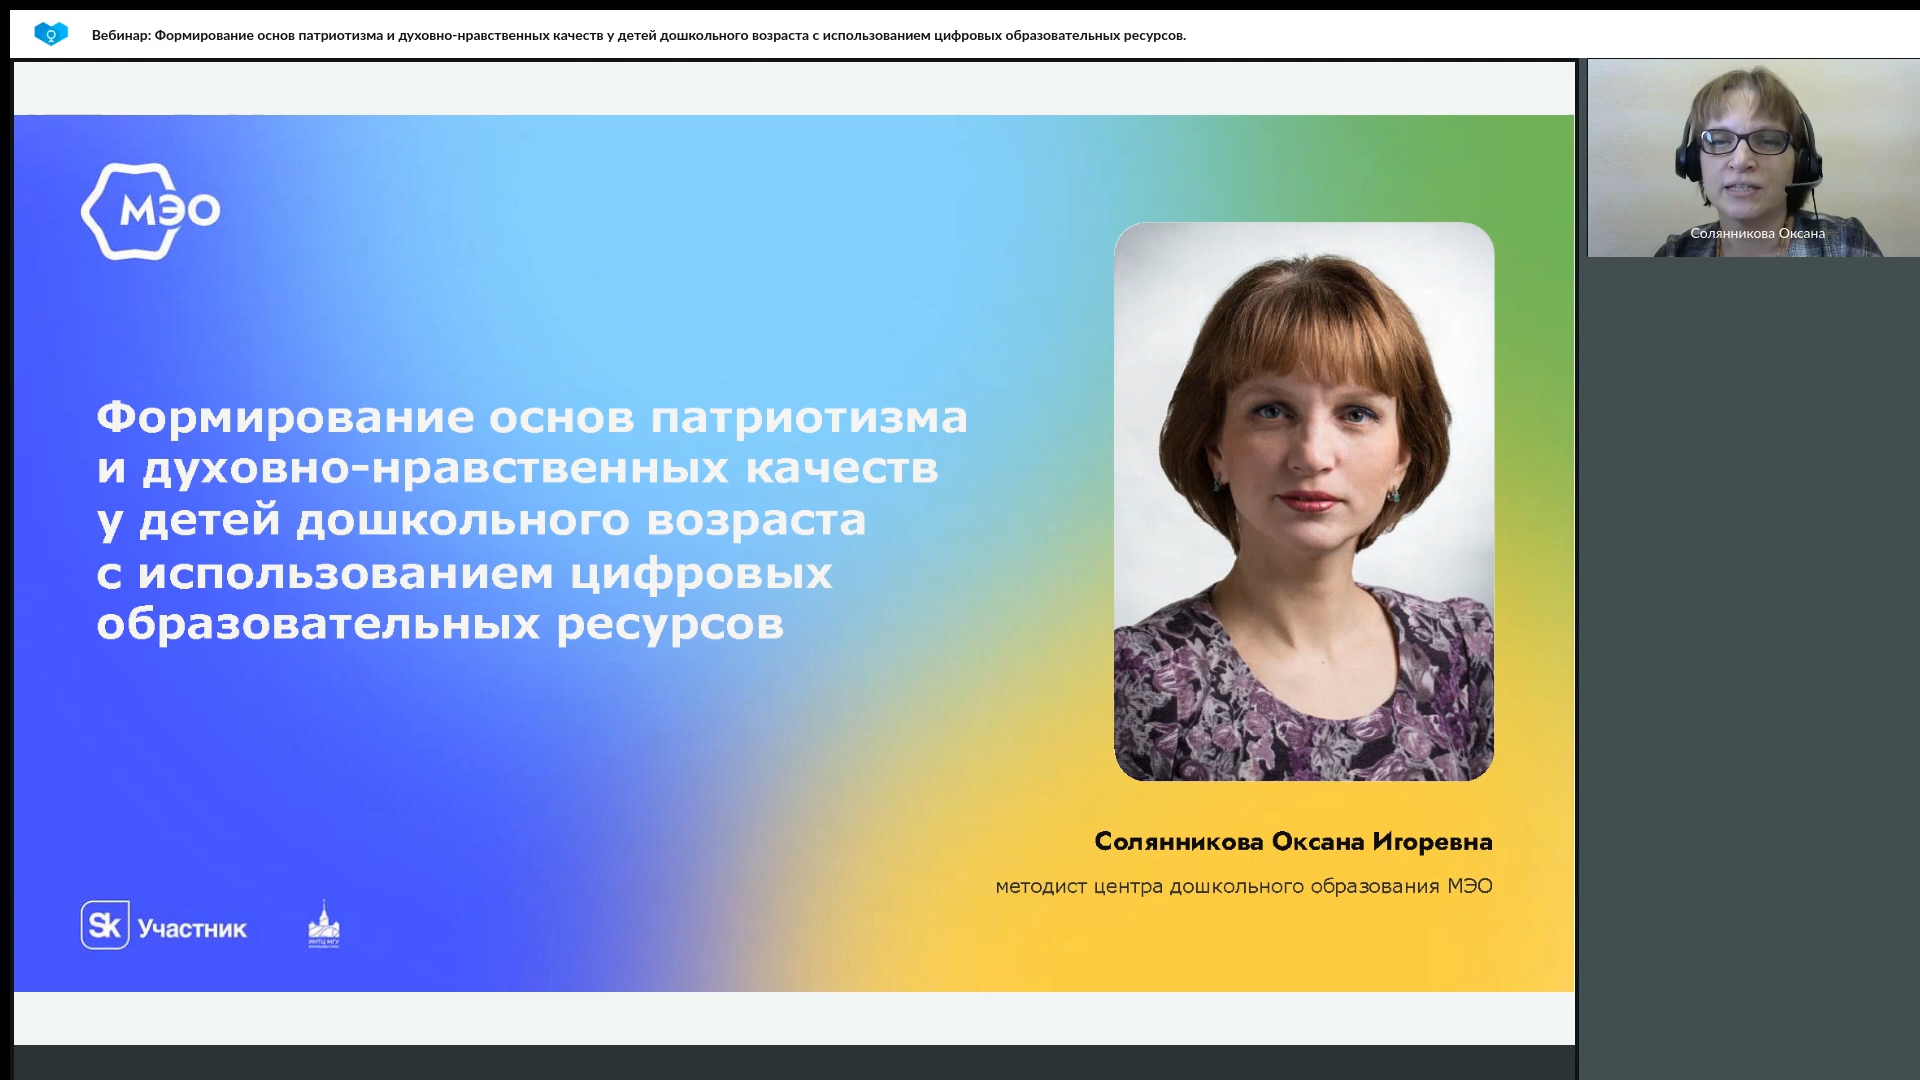 Вебинар: Формирование основ патриотизма и духовно-нравственных качеств у детей дошкольного возраста с использованием цифровых образовательных ресурсов.
Солянникова Оксана
МЭО
Формирование основ патриотизма
и духовно-нравственных качеств
у детей дошкольного возраста
с использованием цифровых
образовательных ресурсов
Солянникова Оксана Игоревна
методист центра дошкольного образования МЭО
Sk Участник
ИНТЦ МГУ